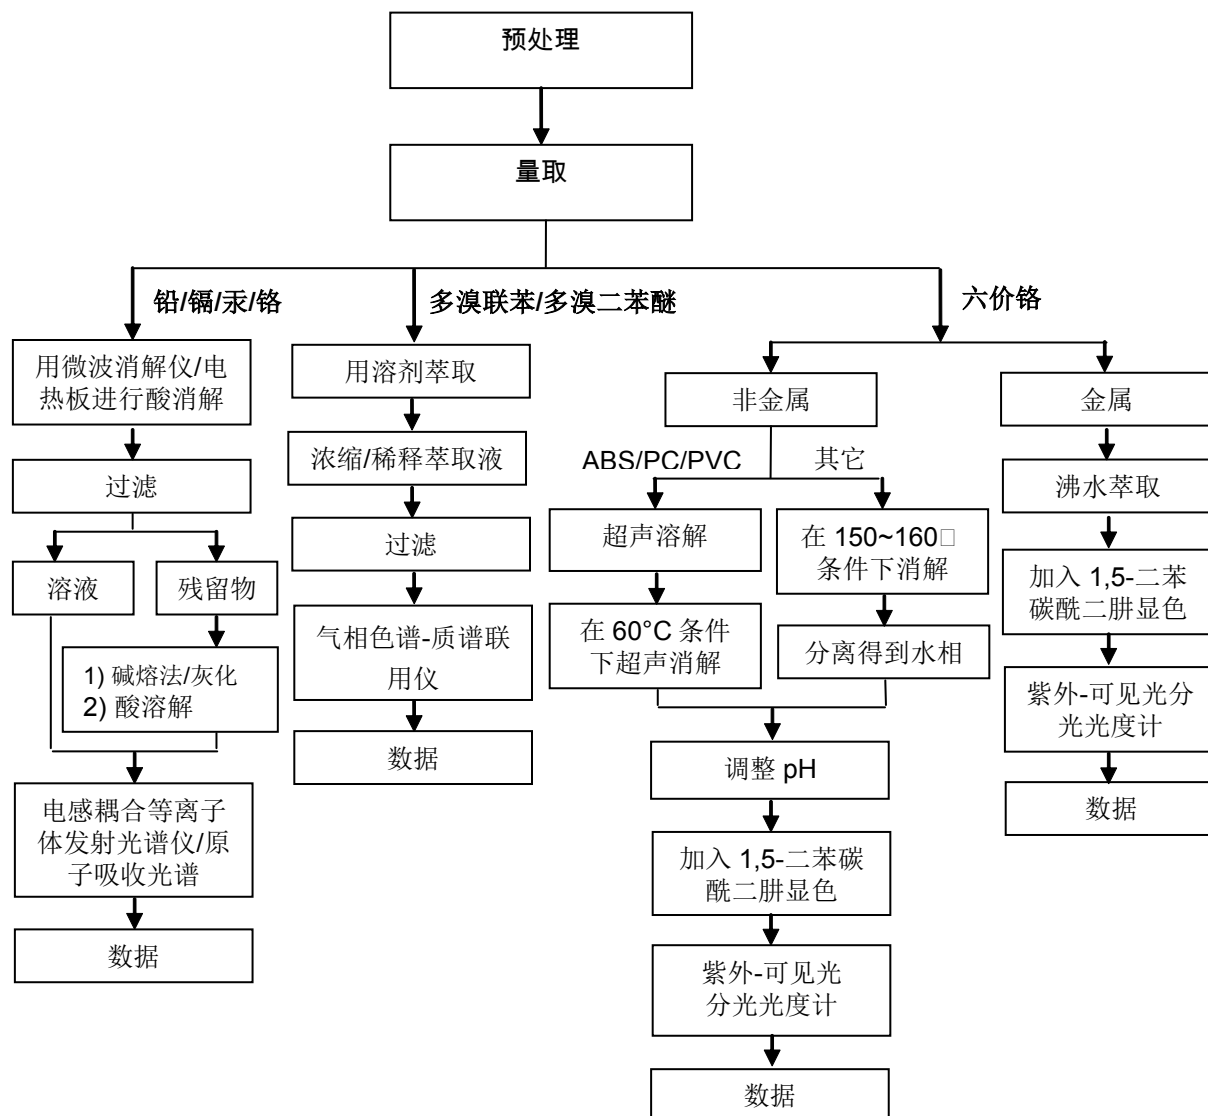 预处理
量取
铅/镉/汞/铬
多溴联苯/多溴二苯醚
六价铬
用微波消解仪/电
热板进行酸消解
过滤
溶液
残留物
1) 碱熔法/灰化
2) 酸溶解
电感耦合等离子
体发射光谱仪/原
子吸收光谱
数据
用溶剂萃取
浓缩/稀释萃取液
过滤
气相色谱-质谱联
用仪
数据
非金属
ABS/PC/PVC
其它
超声溶解
在 60°C 条件
下超声消解
在 150~160□
条件下消解
分离得到水相
调整 pH
加入 1,5-二苯碳
酰二肼显色
紫外-可见光
分光光度计
数据
金属
沸水萃取
加入 1,5-二苯
碳酰二肼显色
紫外-可见光分
光光度计
数据